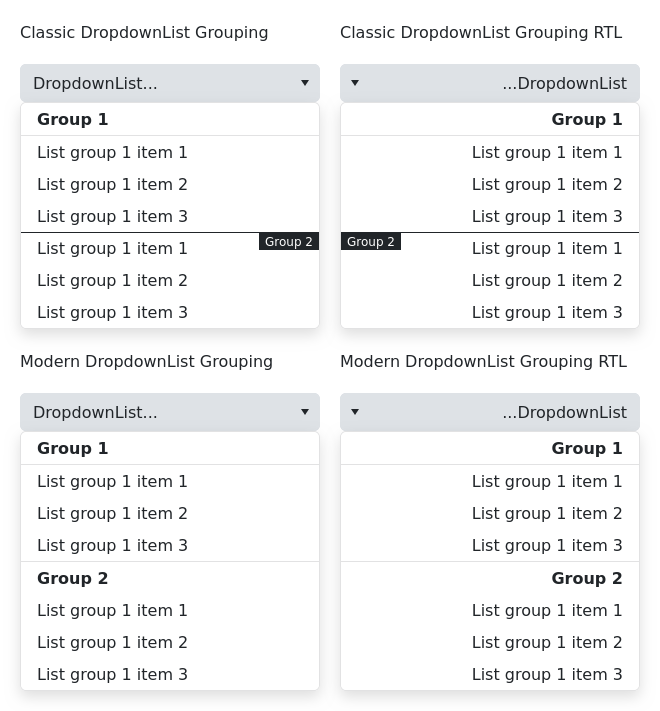 Classic DropdownList Grouping
DropdownList...
Group 1
List group 1 item 1
List group 1 item 2
List group 1 item 3
List group 1 item 1
Group 2
List group 1 item 2
List group 1 item 3
Classic DropdownList Grouping RTL
...DropdownList
Group 1
List group 1 item 1
List group 1 item 2
List group 1 item 3
Group 2
List group 1 item 1
List group 1 item 2
List group 1 item 3
Modern DropdownList Grouping
DropdownList...
Group 1
List group 1 item 1
List group 1 item 2
List group 1 item 3
Group 2
List group 1 item 1
List group 1 item 2
List group 1 item 3
Modern DropdownList Grouping RTL
...DropdownList
Group 1
List group 1 item 1
List group 1 item 2
List group 1 item 3
Group 2
List group 1 item 1
List group 1 item 2
List group 1 item 3